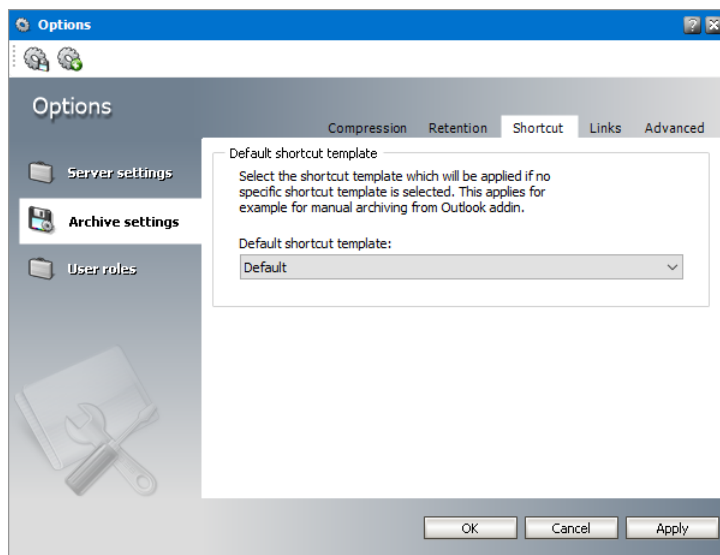 Options
Options
Compression Retention Shortcut Links Advanced
Server settings
Archive settings
User roles
Default shortcut template
Select the shortcut template which will be applied if no
specific shortcut template is selected. This applies for
example for manual archiving from Outlook addin.
Default shortcut template:
Default
OK Cancel Apply